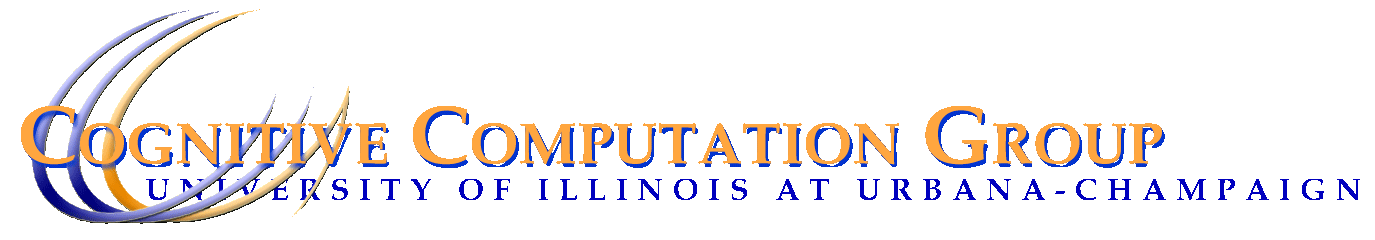 COGNITIVE COMPUTATION GROUP
UNIVERSITY OF ILLINOIS AT URBANA-CHAMPAIGN